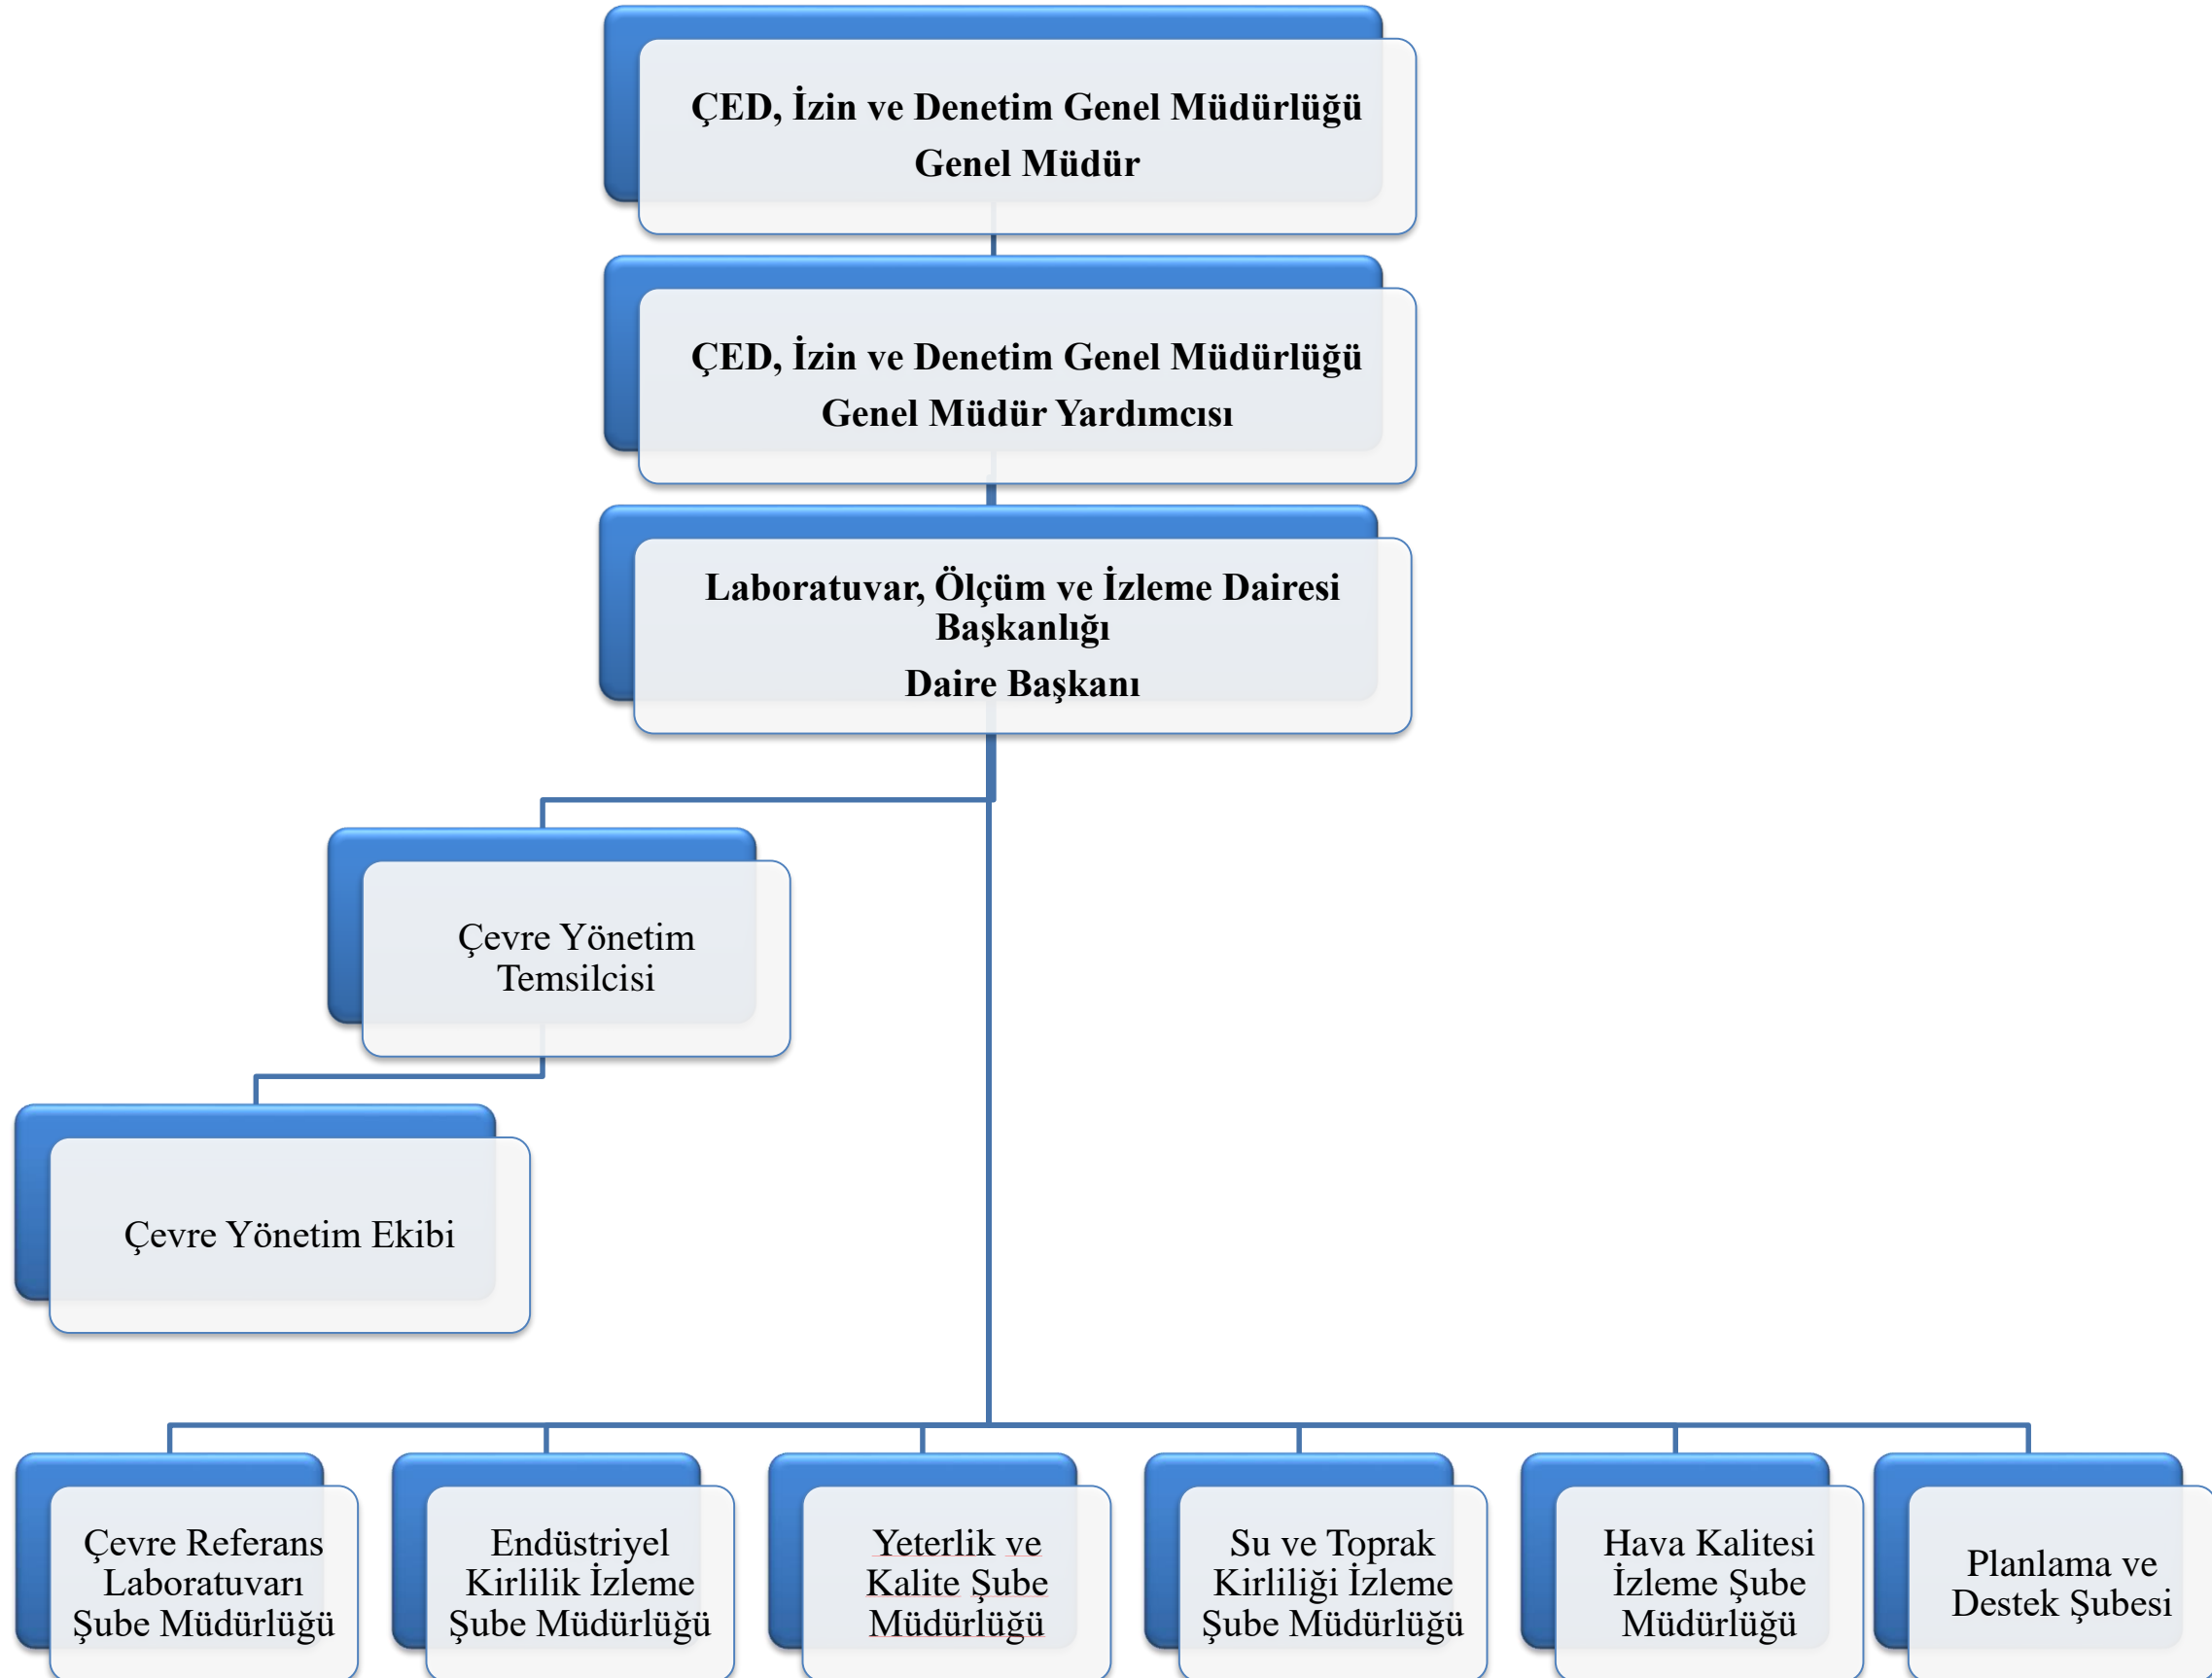 ÇED, İzin ve Denetim Genel Müdürlüğü
Genel Müdür
ÇED, İzin ve Denetim Genel Müdürlüğü
Genel Müdür Yardımcısı
Laboratuvar, Ölçüm ve İzleme Dairesi
Başkanlığı
Daire Başkanı
Çevre Yönetim
Temsilcisi
Çevre Yönetim Ekibi
Çevre Referans
Laboratuvarı
Şube Müdürlüğü
Endüstriyel
Kirlilik İzleme
Şube Müdürlüğü
Yeterlik ve
Kalite Şube
Müdürlüğü
Su ve Toprak
Kirliliği İzleme
Şube Müdürlüğü
Hava Kalitesi
İzleme Şube
Müdürlüğü
Planlama ve
Destek Şubesi